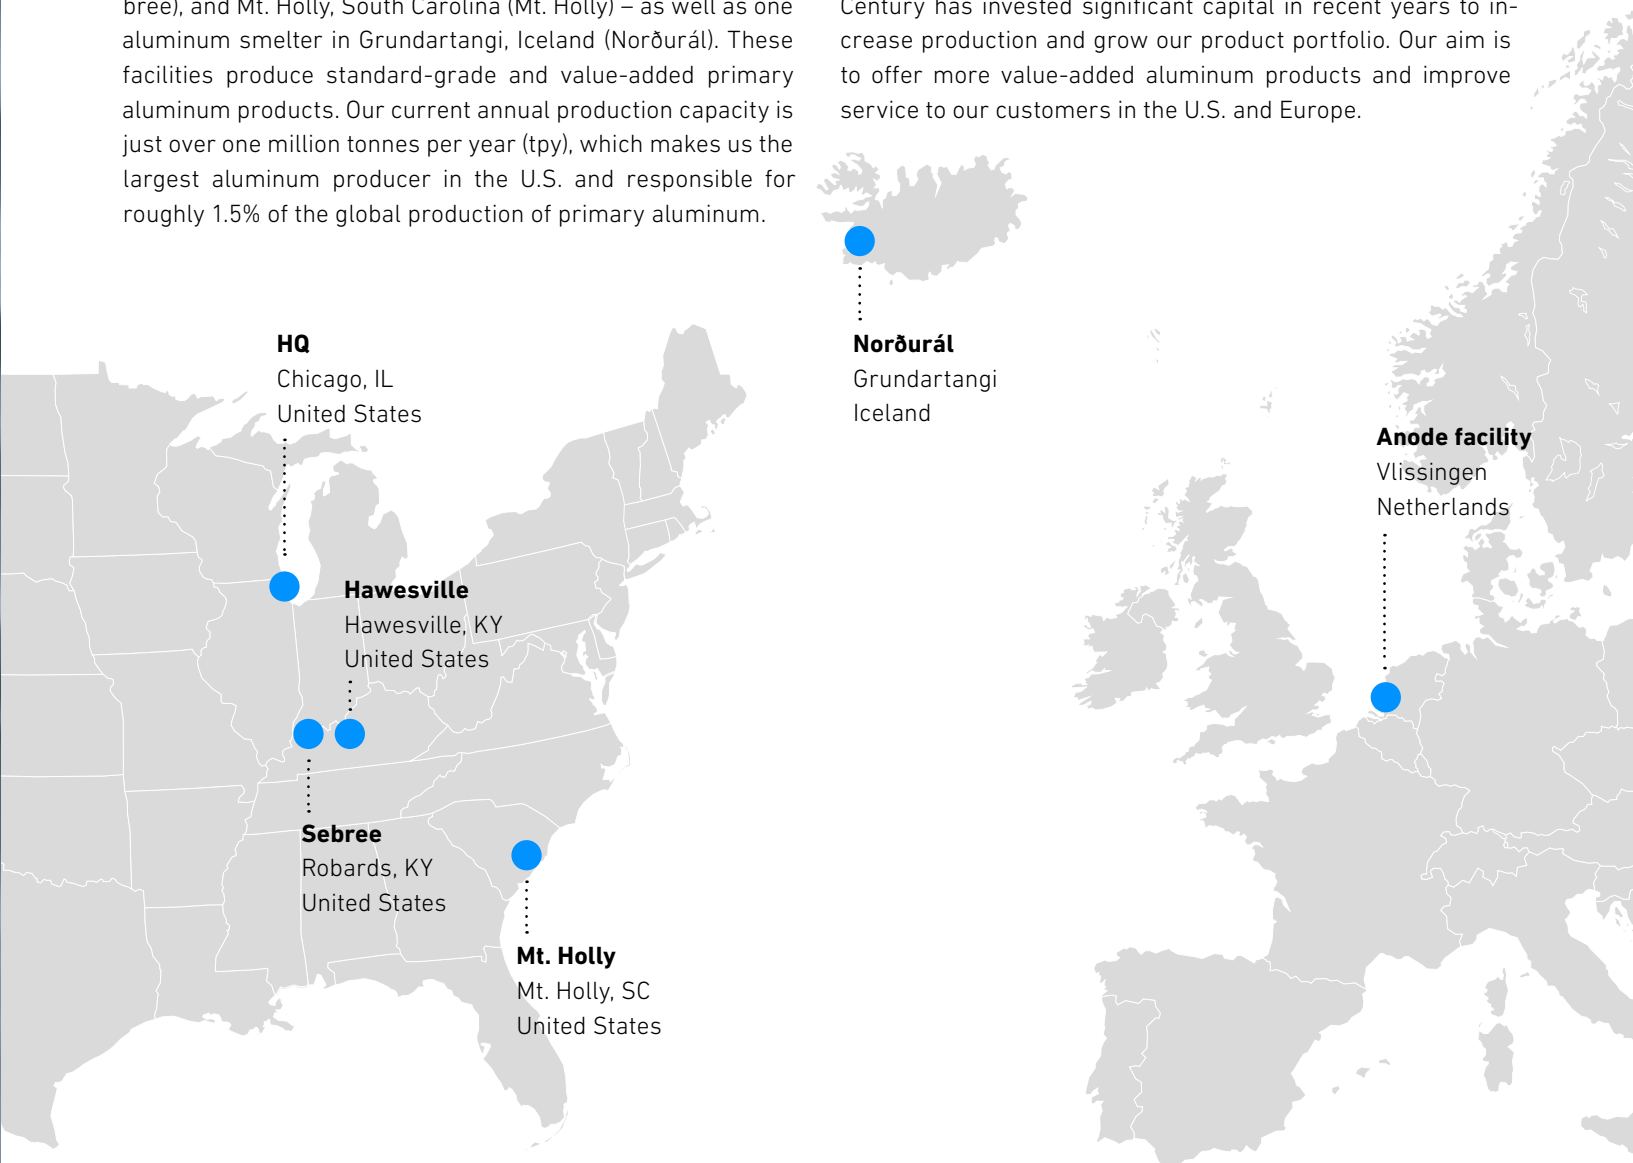 bree), and Mt. Holly, South Carolina (Mt. Holly) – as well as one
aluminum smelter in Grundartangi, Iceland (Norðurál). These
facilities produce standard-grade and value-added primary
aluminum products. Our current annual production capacity is
just over one million tonnes per year (tpy), which makes us the
largest aluminum producer in the U.S. and responsible for
roughly 1.5% of the global production of primary aluminum.
Century has invested significant capital in recent years to in-
crease production and grow our product portfolio. Our aim is
to offer more value-added aluminum products and improve
service to our customers in the U.S. and Europe.
HQ
Chicago, IL
United States
Hawesville
Hawesville, KY
United States
Sebree
Robards, KY
United States
Mt. Holly
Mt. Holly, SC
United States
Norðurál
Grundartangi
Iceland
Anode facility
Vlissingen
Netherlands